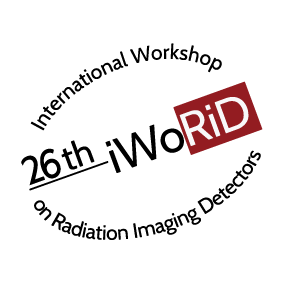 International Workshop
26th iWoRiD
on Radiation Imaging Detectors